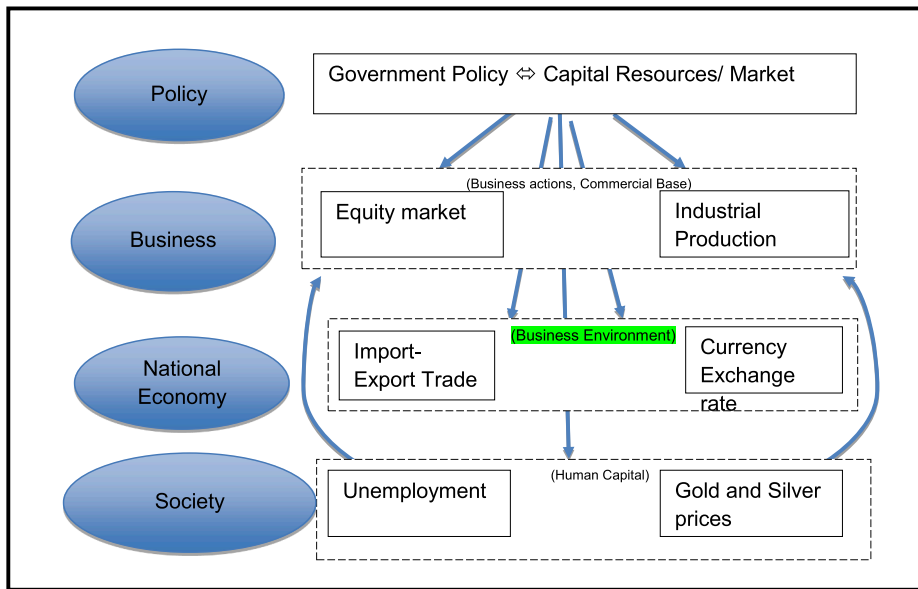 Policy
Government Policy ⬄ Capital Resources/ Market
(Business actions, Commercial Base)
Business
Equity market
Industrial
Production
(Business Environment)
National
Economy
Import-
Export Trade
Currency
Exchange
rate
(Human Capital)
Society
Unemployment
Gold and Silver
prices